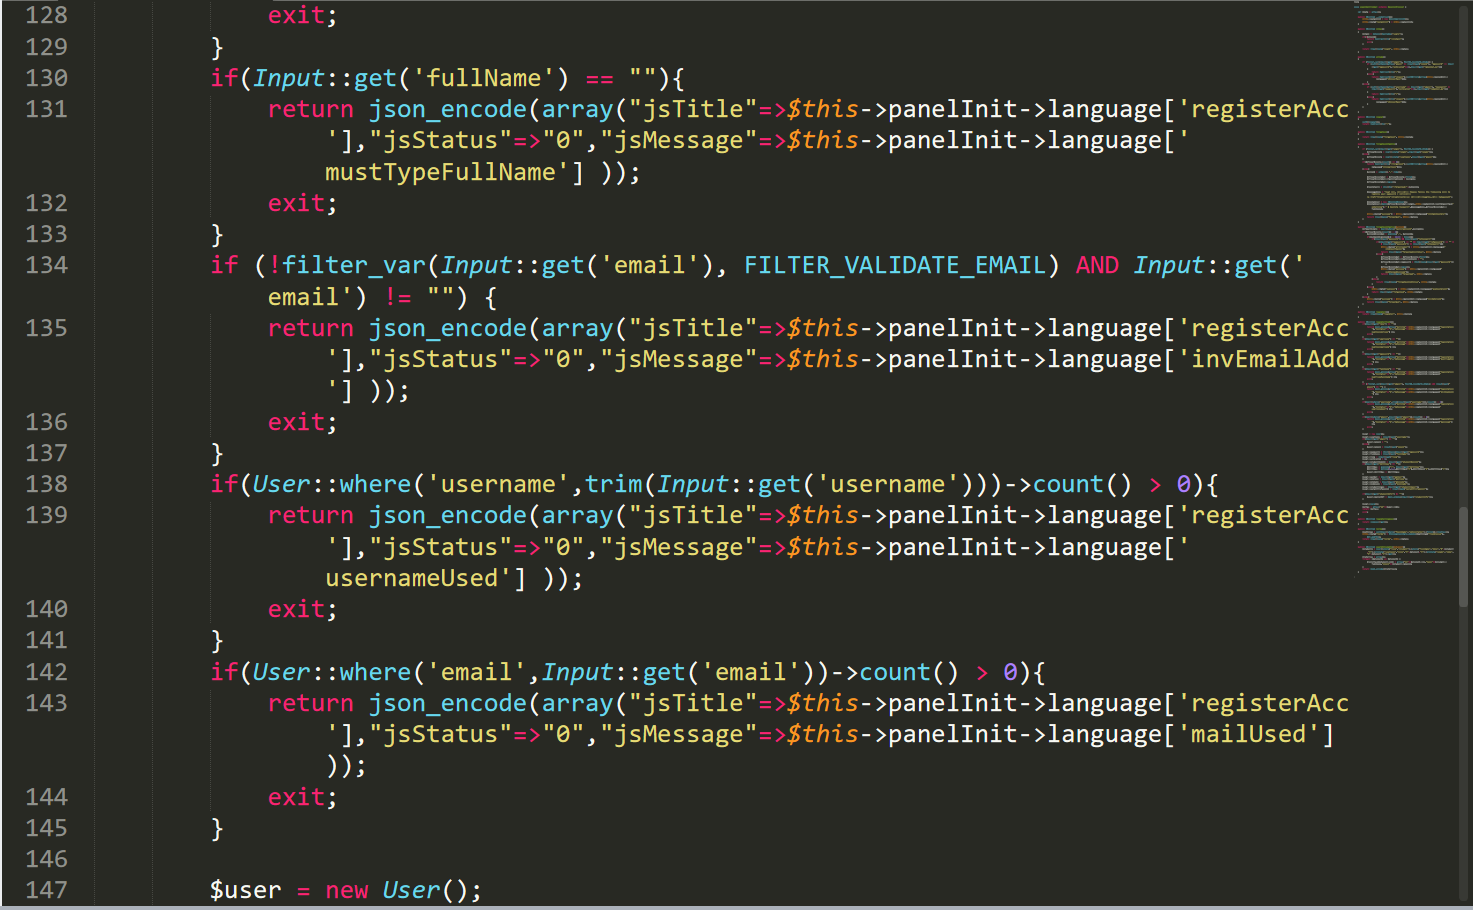 128 exit;
129 }
130 if(Input::get('fullName') == ""){
131 return json_encode(array("jsTitle"=>$this->panelInit->language['registerAcc
'],"jsStatus"=>"0","jsMessage"=>$this->panelInit->language['
mustTypeFullName'] ));
132 exit;
133 }
134 if (!filter_var(Input::get('email'), FILTER_VALIDATE_EMAIL) AND Input::get('
email') != "") {
135 return json_encode(array("jsTitle"=>$this->panelInit->language['registerAcc
'],"jsStatus"=>"0","jsMessage"=>$this->panelInit->language['invEmailAdd
'] ));
136 exit;
137 }
138 if(User::where('username',trim(Input::get('username')))->count() > 0){
139 return json_encode(array("jsTitle"=>$this->panelInit->language['registerAcc
'],"jsStatus"=>"0","jsMessage"=>$this->panelInit->language['
usernameUsed'] ));
140 exit;
141 }
142 if(User::where('email',Input::get('email'))->count() > 0){
143 return json_encode(array("jsTitle"=>$this->panelInit->language['registerAcc
'],"jsStatus"=>"0","jsMessage"=>$this->panelInit->language['mailUsed']
));
144 exit;
145 }
146
147 $user = new User();